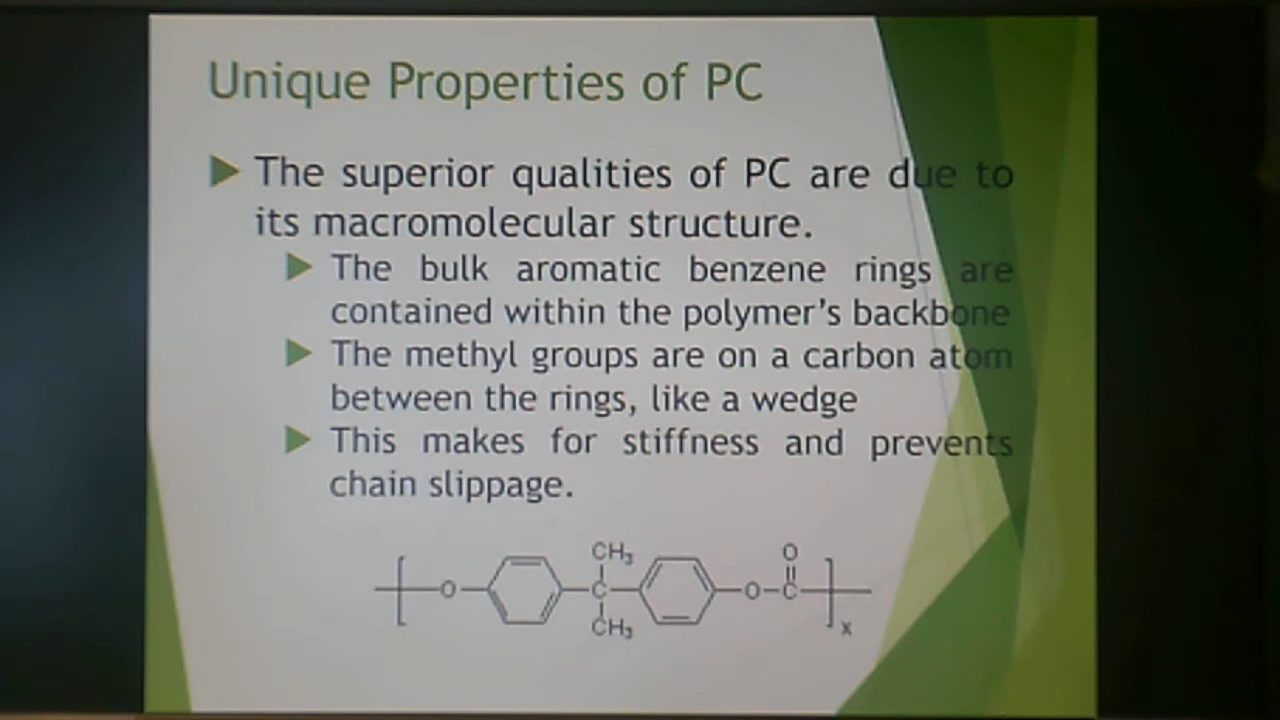 Unique Properties of PC
The superior qualities of PC are due to
its macromolecular structure.
The bulk aromatic benzene rings are
contained within the polymer's backbone
The methyl groups are on a carbon atom
between the rings, like a wedge
This makes for stiffness and prevents
chain slippage.
CH₃ O
O C O C
CH₃ x